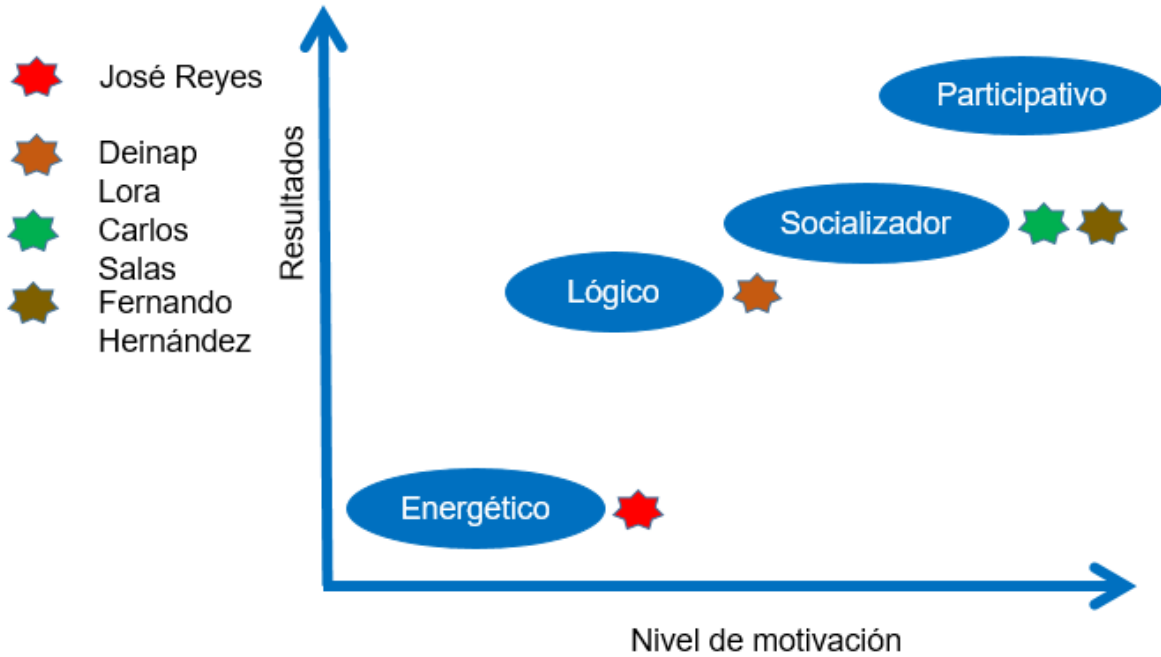 José Reyes
Deinap
Lora
Carlos
Salas
Fernando
Hernández
Resultados
Participativo
Socializador
Lógico
Energético
Nivel de motivación